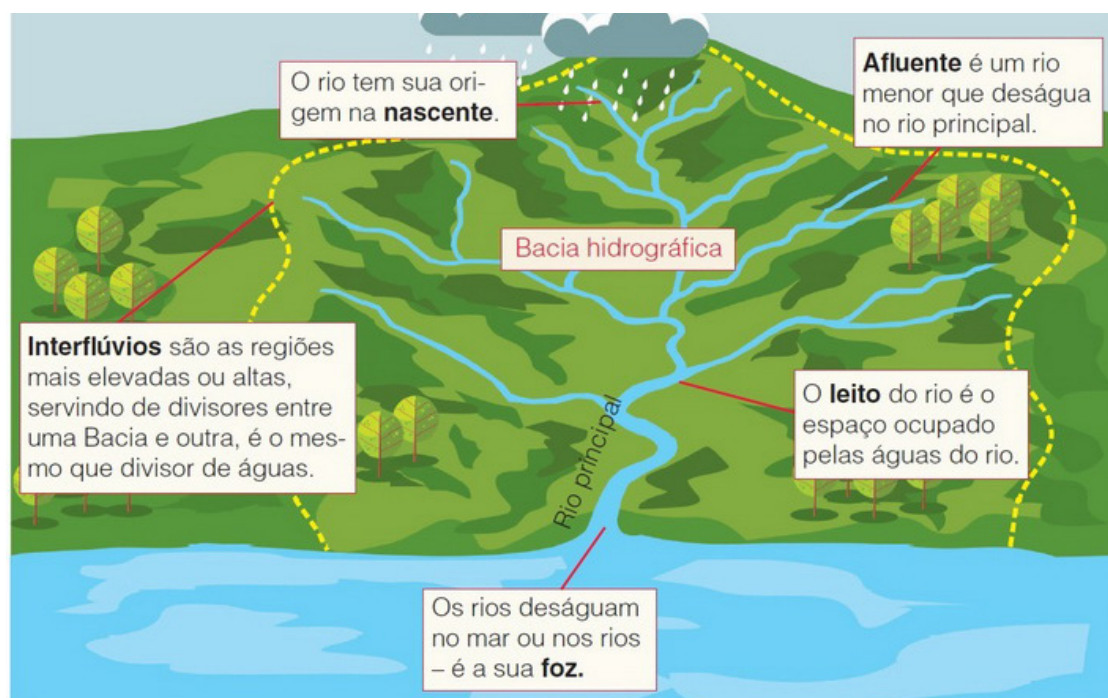 O rio tem sua ori-
gem na nascente.
Afluente é um rio
menor que deságua
no rio principal.
Bacia hidrográfica
Interflúvios são as regiões
mais elevadas ou altas,
servindo de divisores entre
uma Bacia e outra, é o mes-
mo que divisor de águas.
O leito do rio é o
espaço ocupado
pelas águas do rio.
Rio principal
Os rios deságuam
no mar ou nos rios
– é a sua foz.